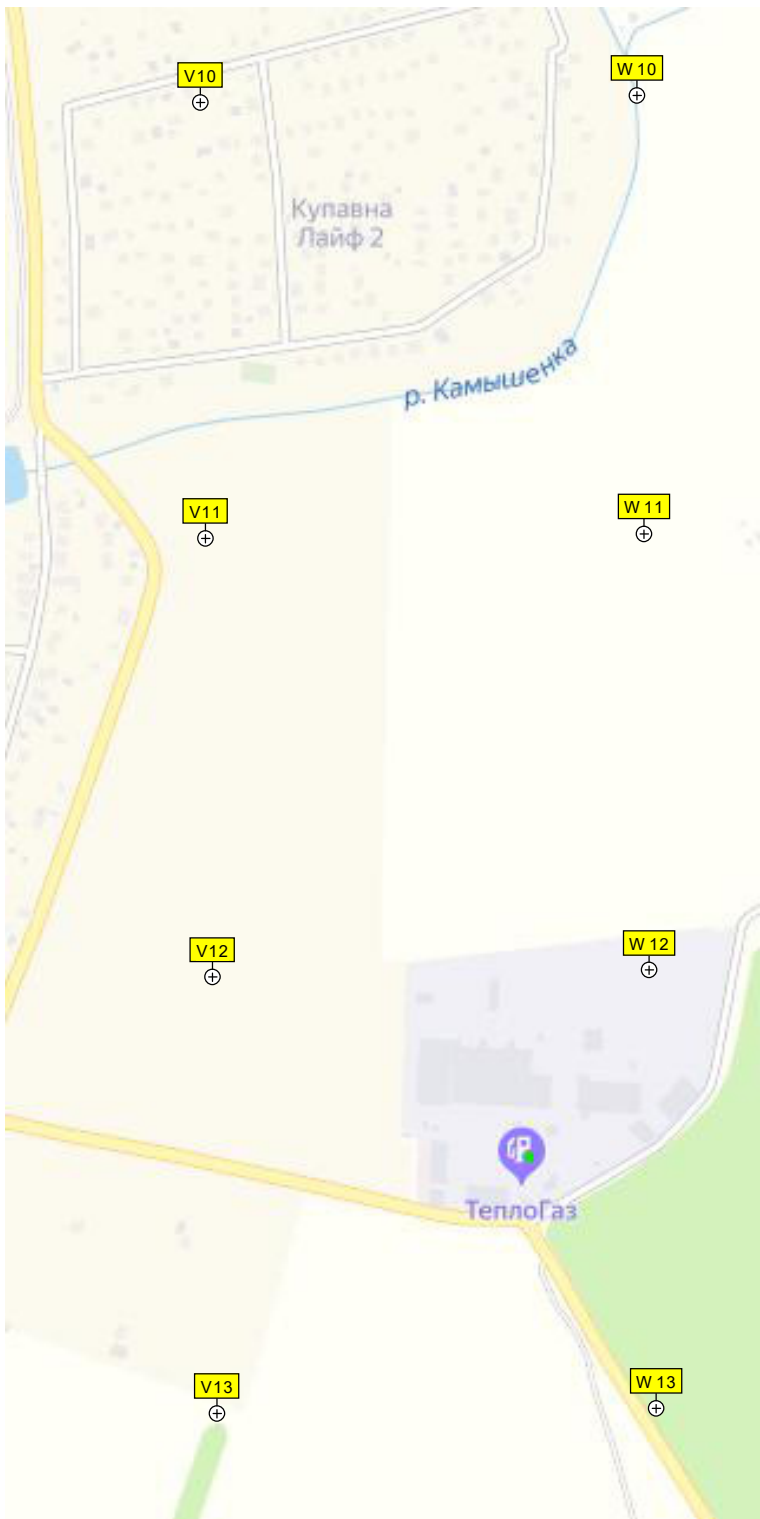 V10
W 10
Купавна
Лайф 2
р. Камышенка
V11
W 11
V12
W 12
ТеплоГаз
V13
W 13